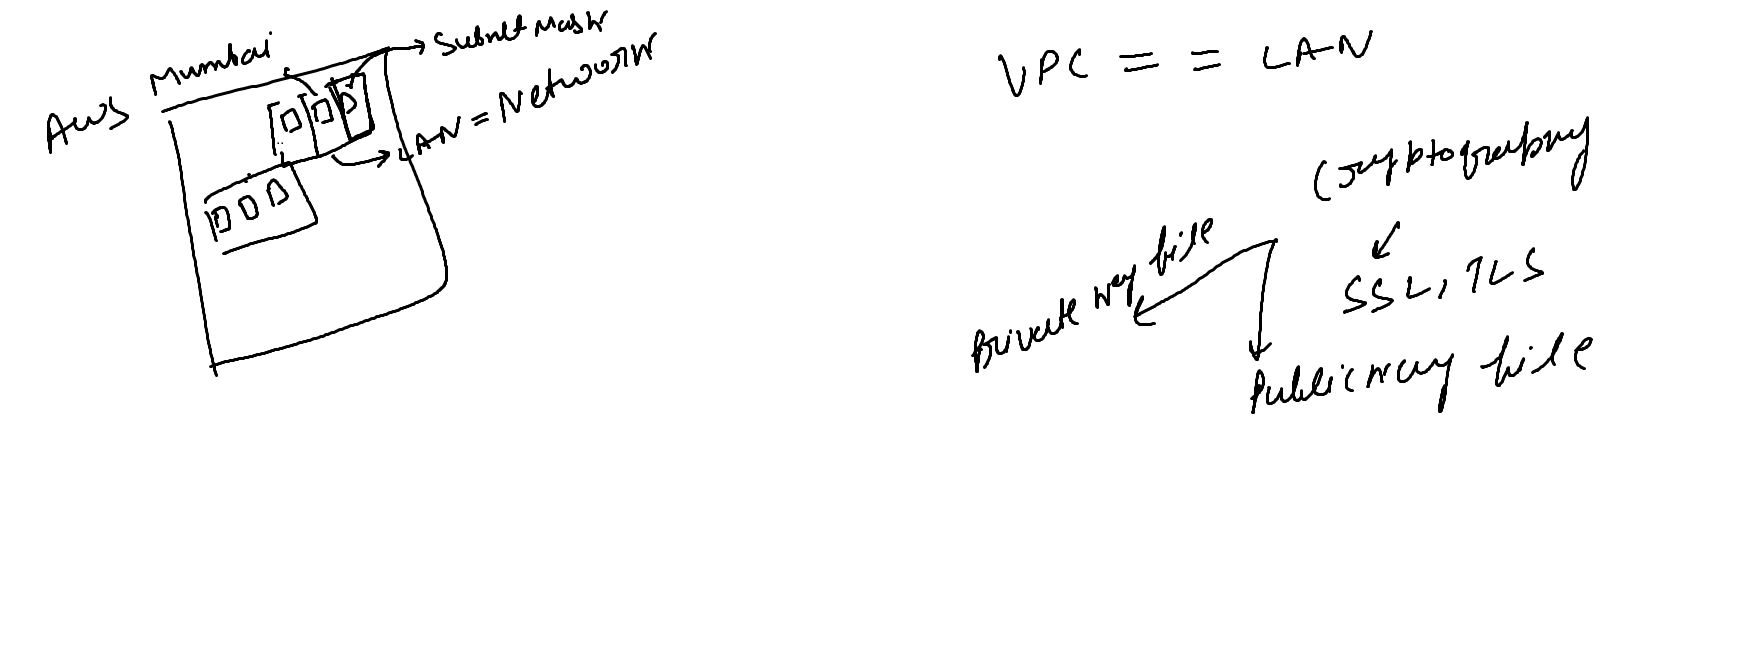 AWS Mumbai
Subnet Mask
LAN = Network
VPC = = LAN
Cryptography
SSL, TLS
Private key file
Public key file